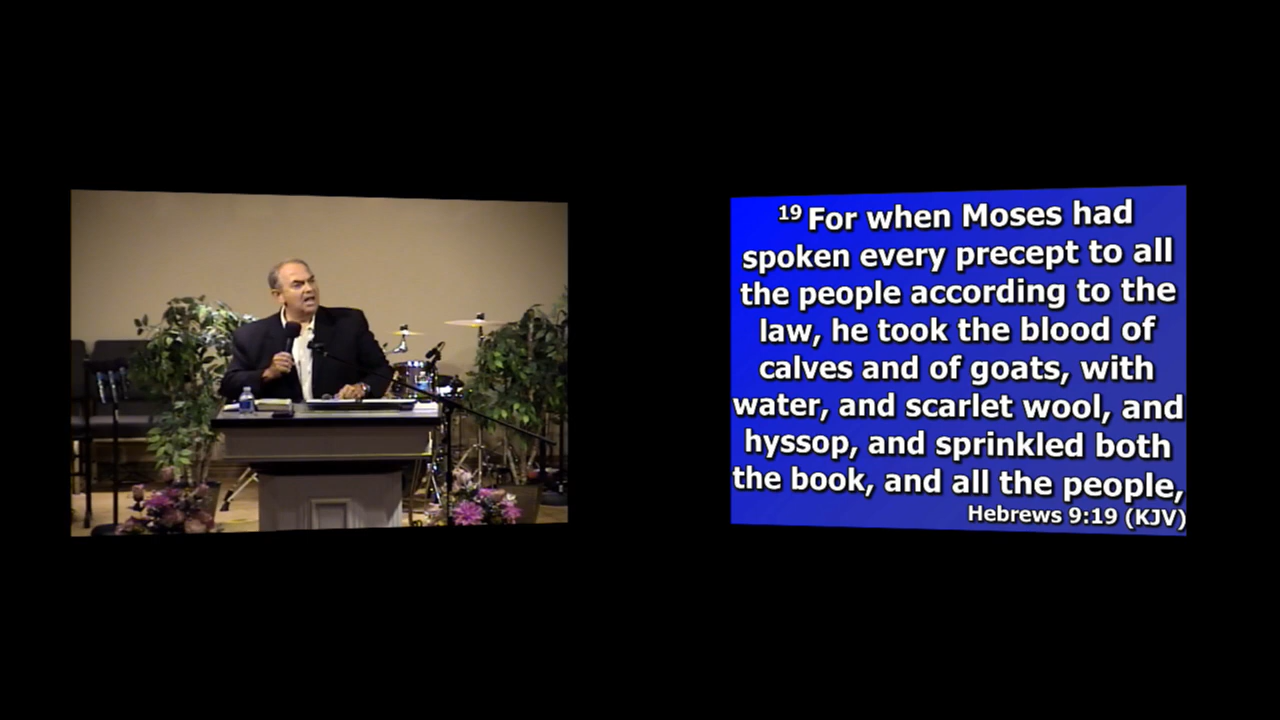 19 For when Moses had
spoken every precept to all
the people according to the
law, he took the blood of
calves and of goats, with
water, and scarlet wool, and
hyssop, and sprinkled both
the book, and all the people,
Hebrews 9:19 (KJV)